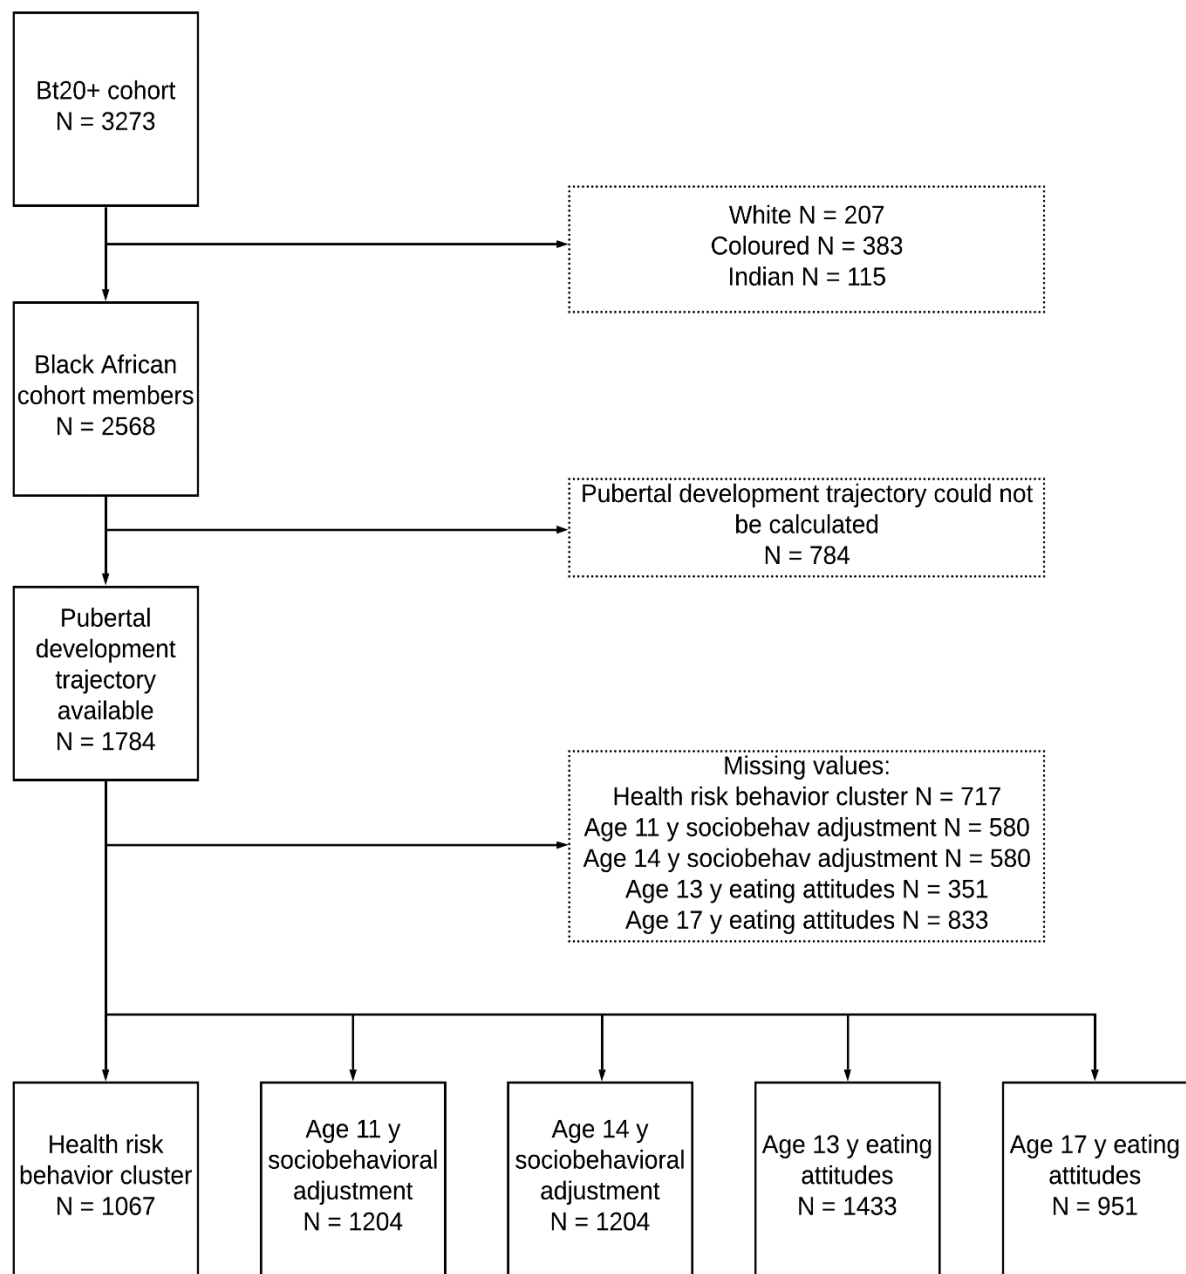 Bt20+ cohort
N = 3273
White N = 207
Coloured N = 383
Indian N = 115
Black African
cohort members
N = 2568
Pubertal development trajectory could not
be calculated
N = 784
Pubertal
development
trajectory
available
N = 1784
Missing values:
Health risk behavior cluster N = 717
Age 11 y sociobehav adjustment N = 580
Age 14 y sociobehav adjustment N = 580
Age 13 y eating attitudes N = 351
Age 17 y eating attitudes N = 833
Health risk
behavior cluster
N = 1067
Age 11 y
sociobehavioral
adjustment
N = 1204
Age 14 y
sociobehavioral
adjustment
N = 1204
Age 13 y eating
attitudes
N = 1433
Age 17 y eating
attitudes
N = 951